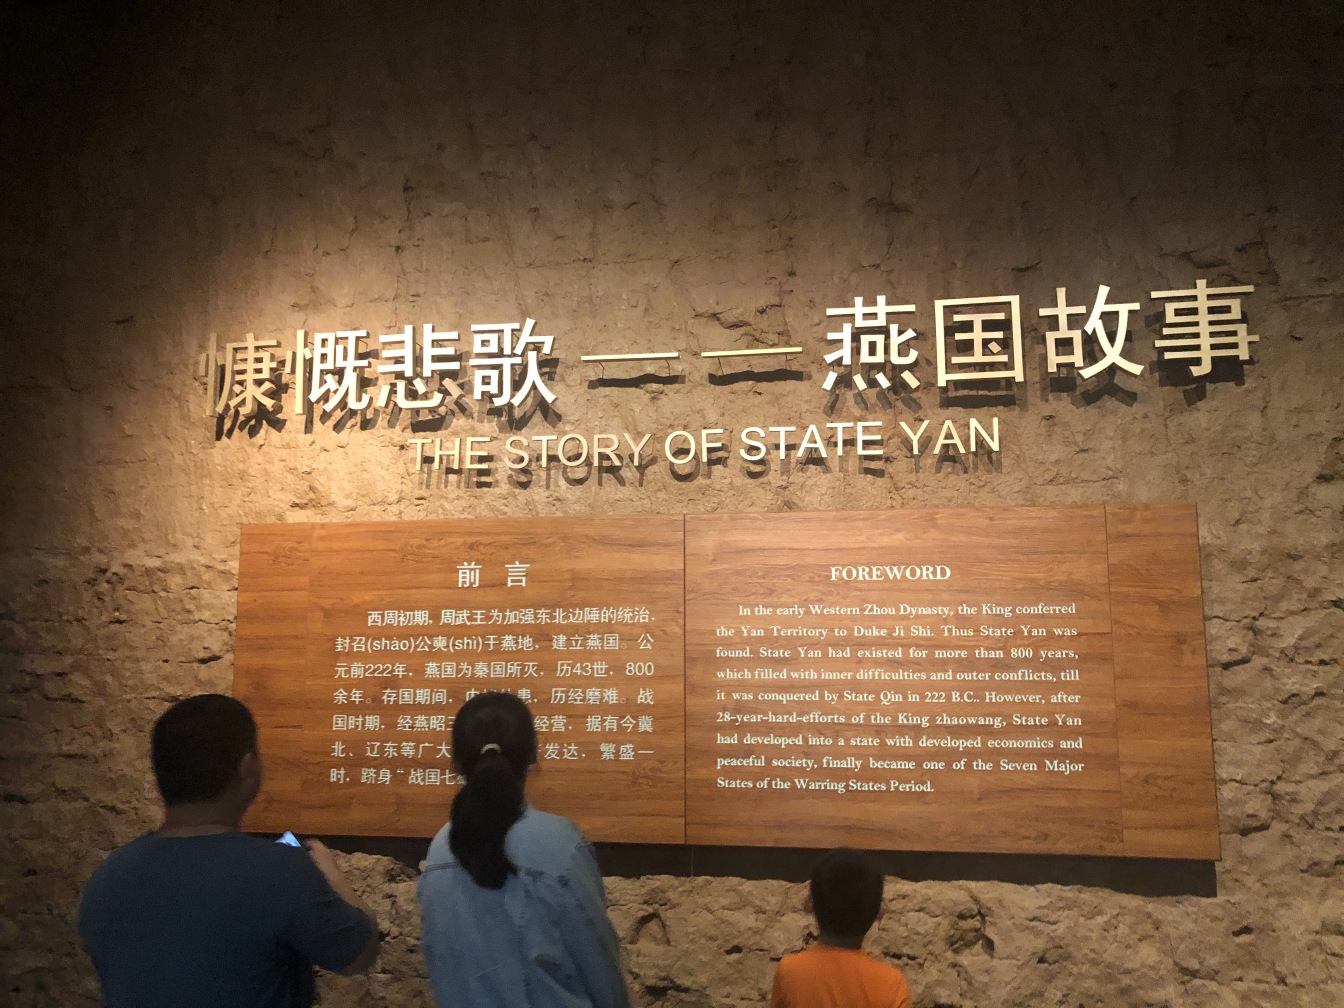 慷慨悲歌——燕国故事
THE STORY OF STATE YAN
前 言
西周初期，周武王为加强东北边陲的统治，
封召(shào)公奭(shì)于燕地，建立燕国。公
元前222年，燕国为秦国所灭，历43世，800
余年。存国期间，内 患，历经磨难。战
国时期，经燕昭 经营，据有今冀
北、辽东等广大 发达，繁盛一
时，跻身“战国七
FOREWORD
In the early Western Zhou Dynasty, the King conferred
the Yan Territory to Duke Ji Shi. Thus State Yan was
found. State Yan had existed for more than 800 years,
which filled with inner difficulties and outer conflicts, till
it was conquered by State Qin in 222 B.C.. However, after
28-year-hard-efforts of the King zhaowang, State Yan
had developed into a state with developed economics and
peaceful society, finally became one of the Seven Major
States of the Warring States Period.